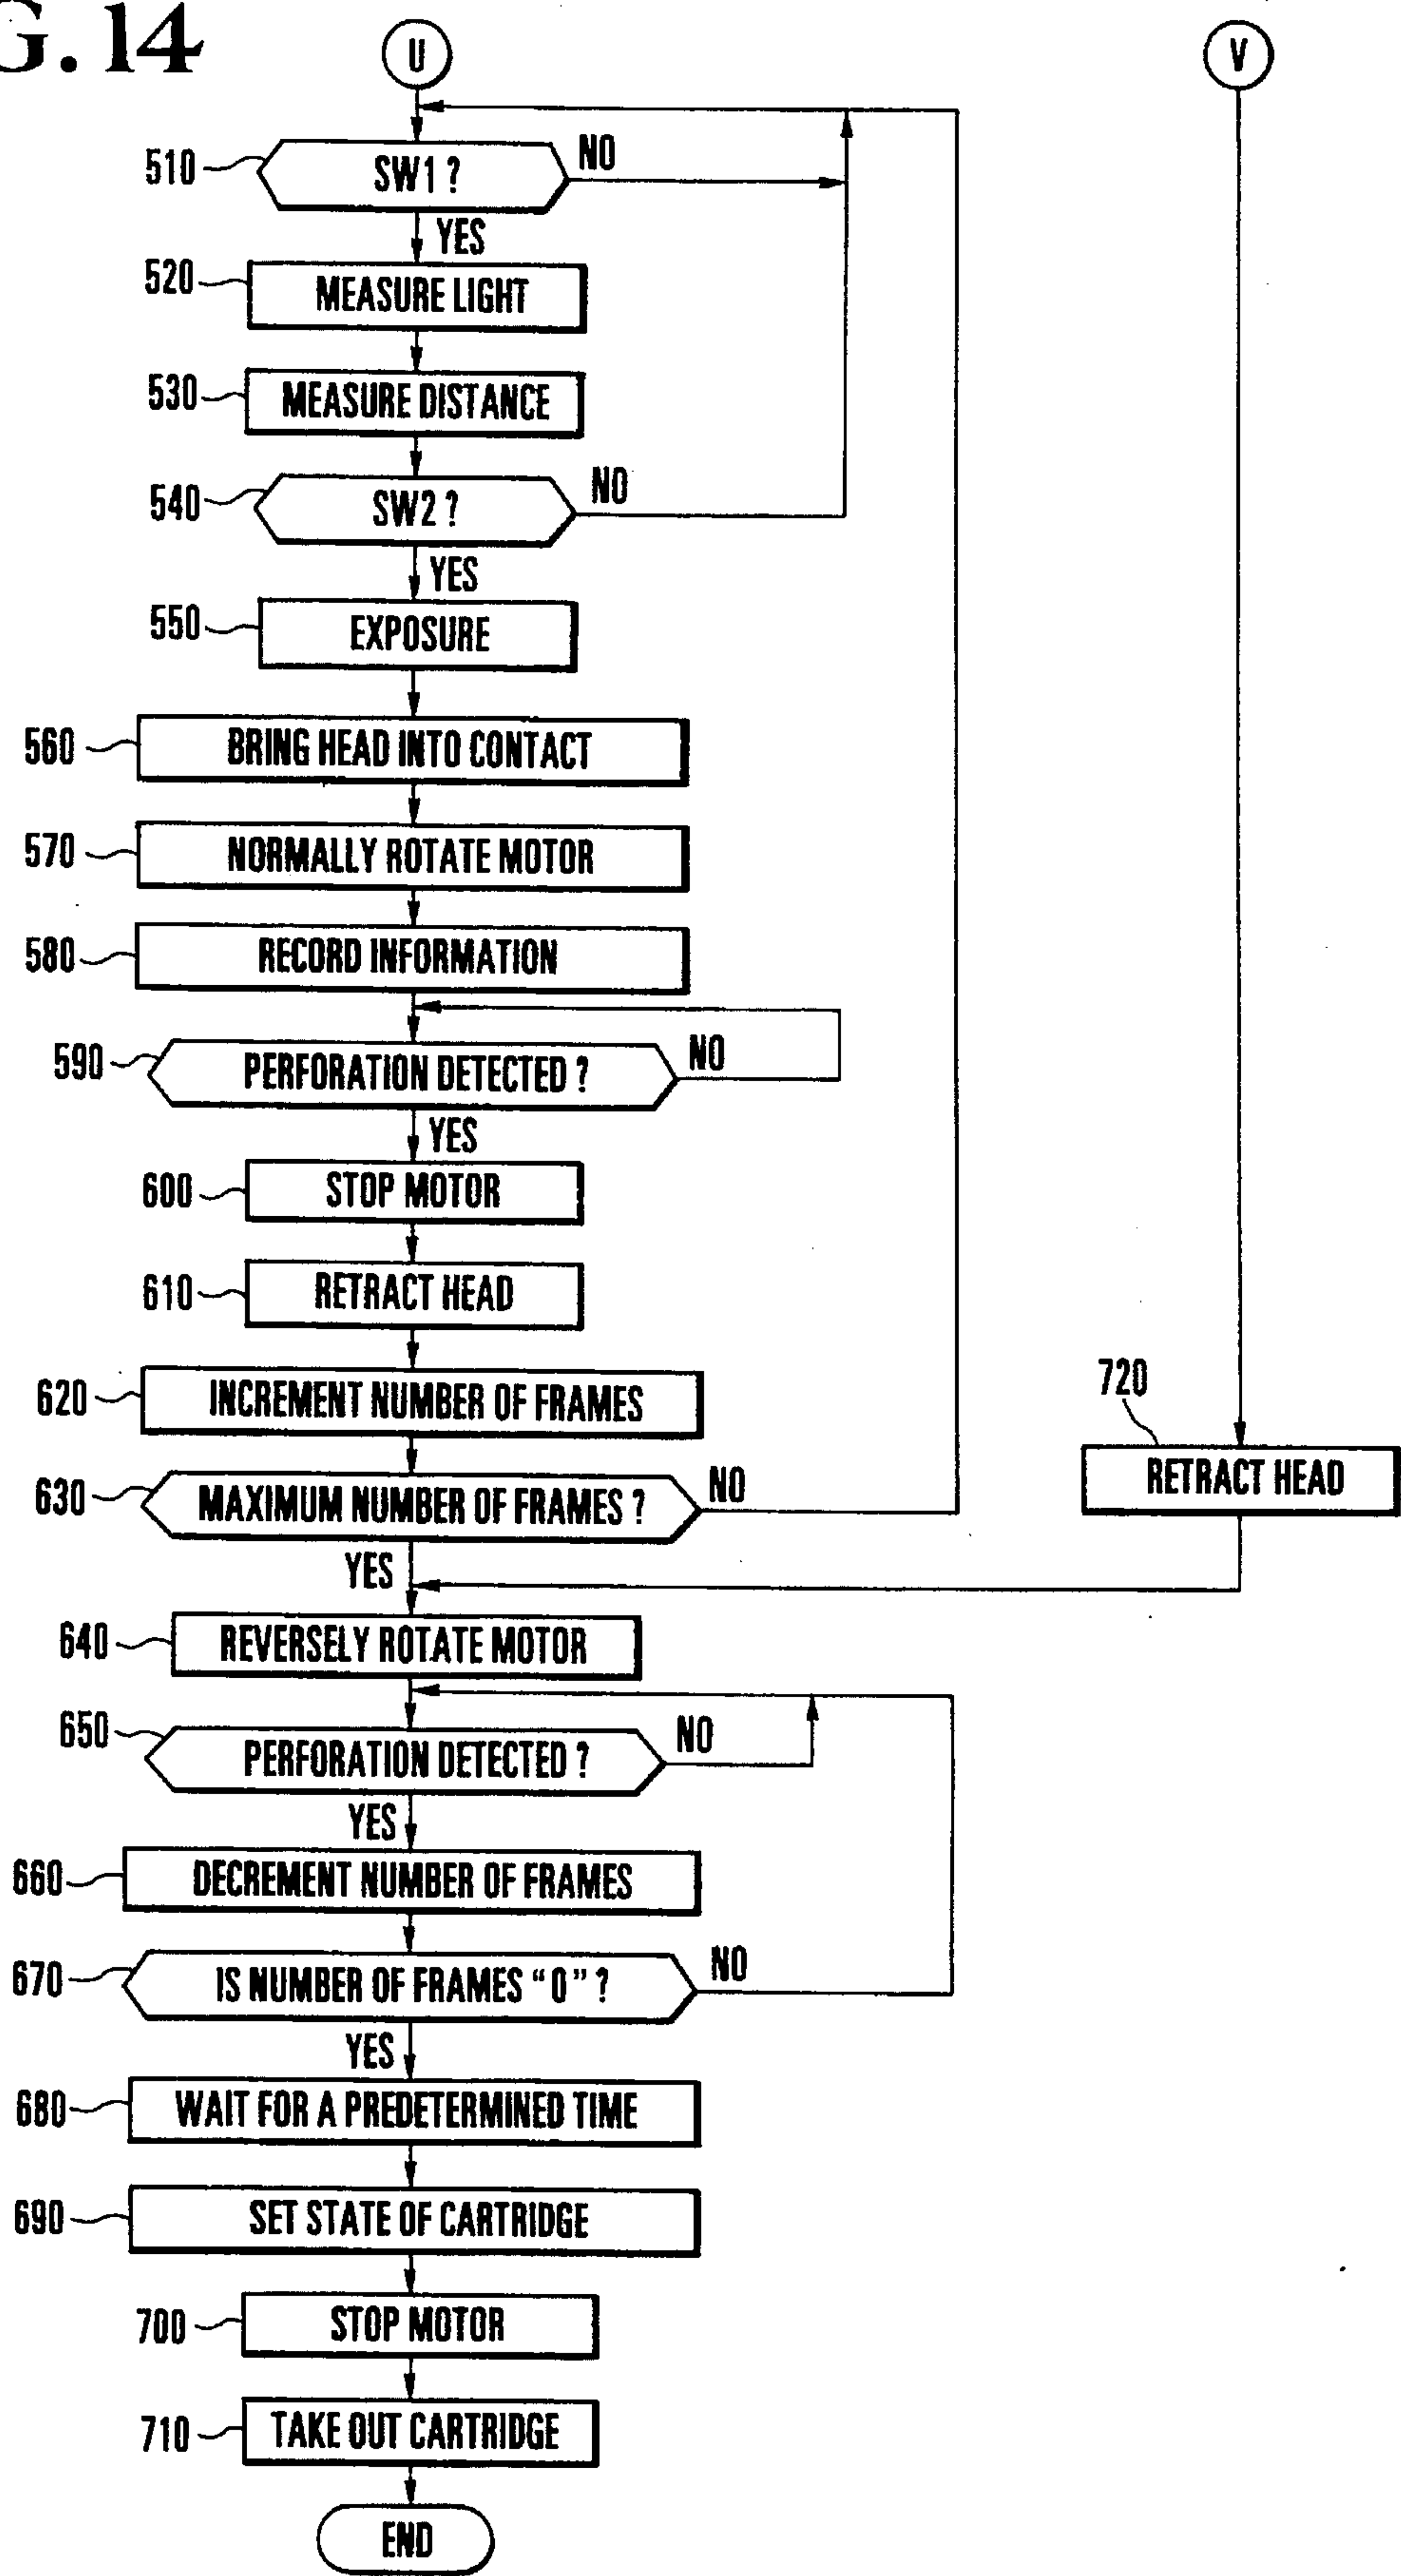 G. 14
U
V
510
SW1 ?
NO
YES
520
MEASURE LIGHT
530
MEASURE DISTANCE
540
SW2 ?
NO
YES
550
EXPOSURE
560
BRING HEAD INTO CONTACT
570
NORMALLY ROTATE MOTOR
580
RECORD INFORMATION
590
PERFORATION DETECTED ?
NO
YES
600
STOP MOTOR
610
RETRACT HEAD
620
INCREMENT NUMBER OF FRAMES
720
RETRACT HEAD
630
MAXIMUM NUMBER OF FRAMES ?
NO
YES
640
REVERSELY ROTATE MOTOR
650
PERFORATION DETECTED ?
NO
YES
660
DECREMENT NUMBER OF FRAMES
670
IS NUMBER OF FRAMES "0" ?
NO
YES
680
WAIT FOR A PREDETERMINED TIME
690
SET STATE OF CARTRIDGE
700
STOP MOTOR
710
TAKE OUT CARTRIDGE
END